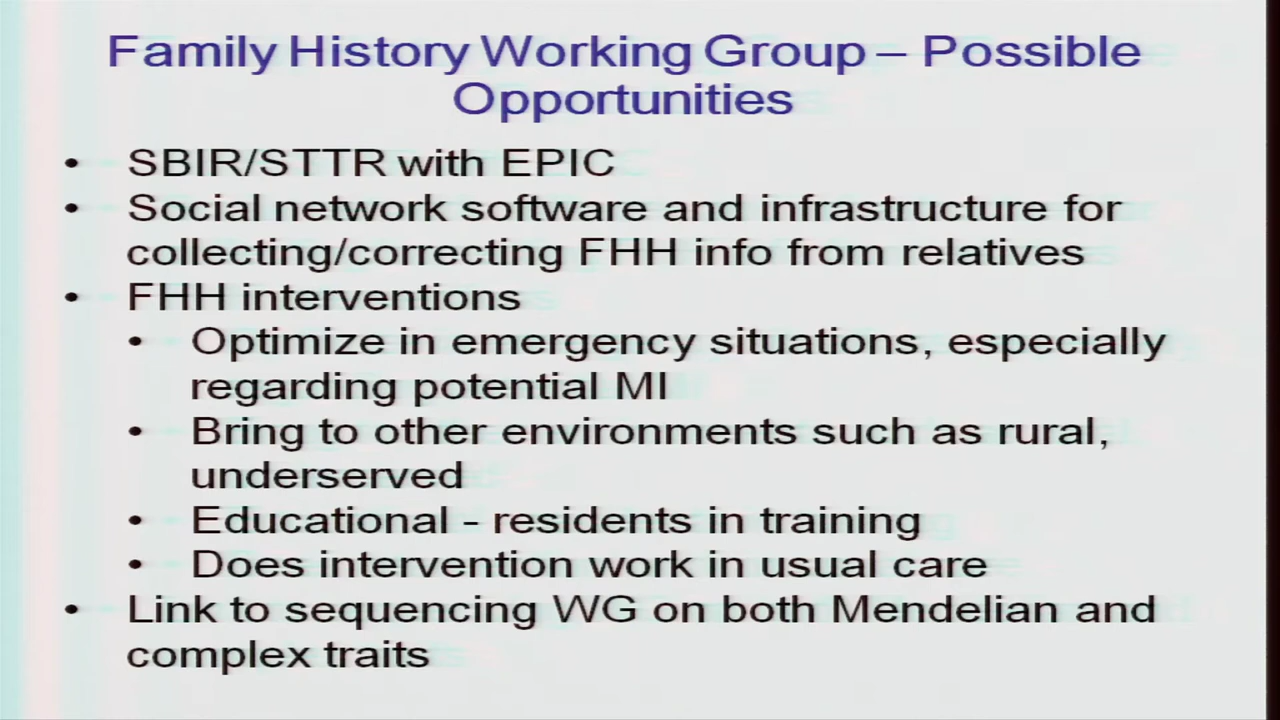 Family History Working Group – Possible
Opportunities
• SBIR/STTR with EPIC
• Social network software and infrastructure for
collecting/correcting FHH info from relatives
• FHH interventions
• Optimize in emergency situations, especially
regarding potential MI
• Bring to other environments such as rural,
underserved
• Educational - residents in training
• Does intervention work in usual care
• Link to sequencing WG on both Mendelian and
complex traits